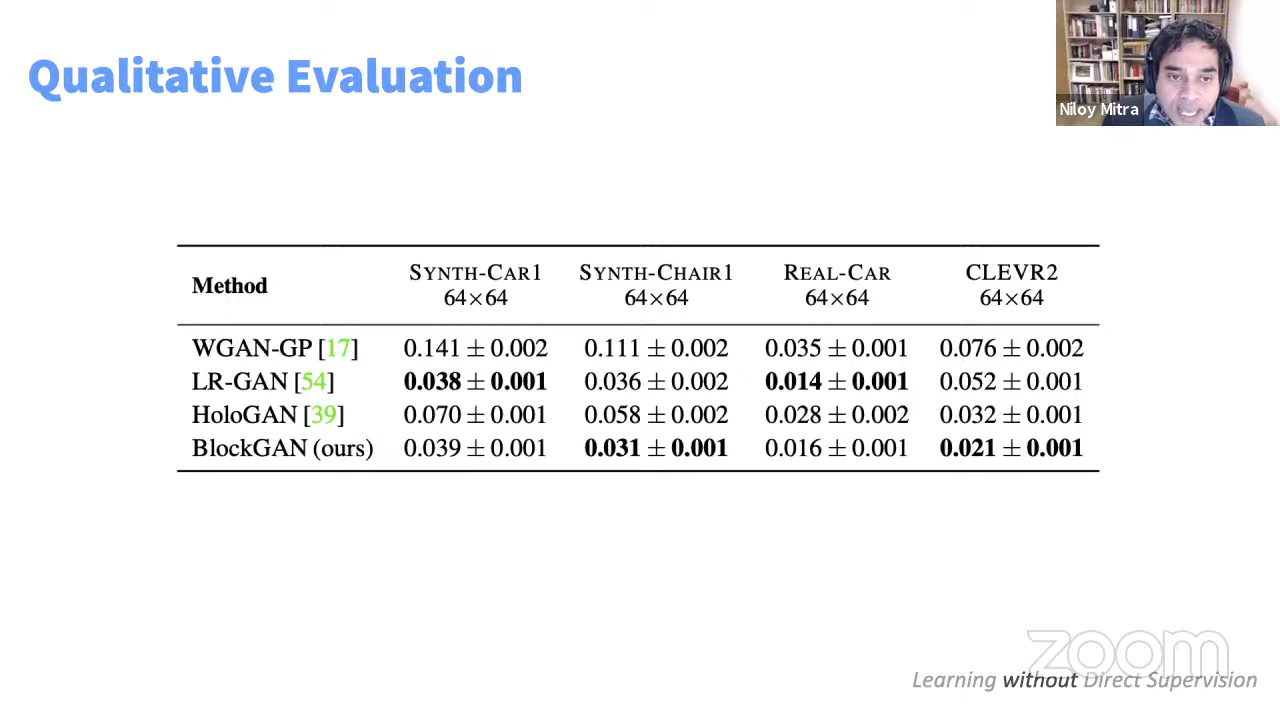 Qualitative Evaluation
Niloy Mitra
Method SYNTH-CAR1 SYNTH-CHAIR1 REAL-CAR CLEVR2
64×64 64×64 64×64 64×64
WGAN-GP [17] 0.141 ± 0.002 0.111 ± 0.002 0.035 ± 0.001 0.076 ± 0.002
LR-GAN [54] 0.038 ± 0.001 0.036 ± 0.002 0.014 ± 0.001 0.052 ± 0.001
HoloGAN [39] 0.070 ± 0.001 0.058 ± 0.002 0.028 ± 0.002 0.032 ± 0.001
BlockGAN (ours) 0.039 ± 0.001 0.031 ± 0.001 0.016 ± 0.001 0.021 ± 0.001
zoom
Learning without Direct Supervision